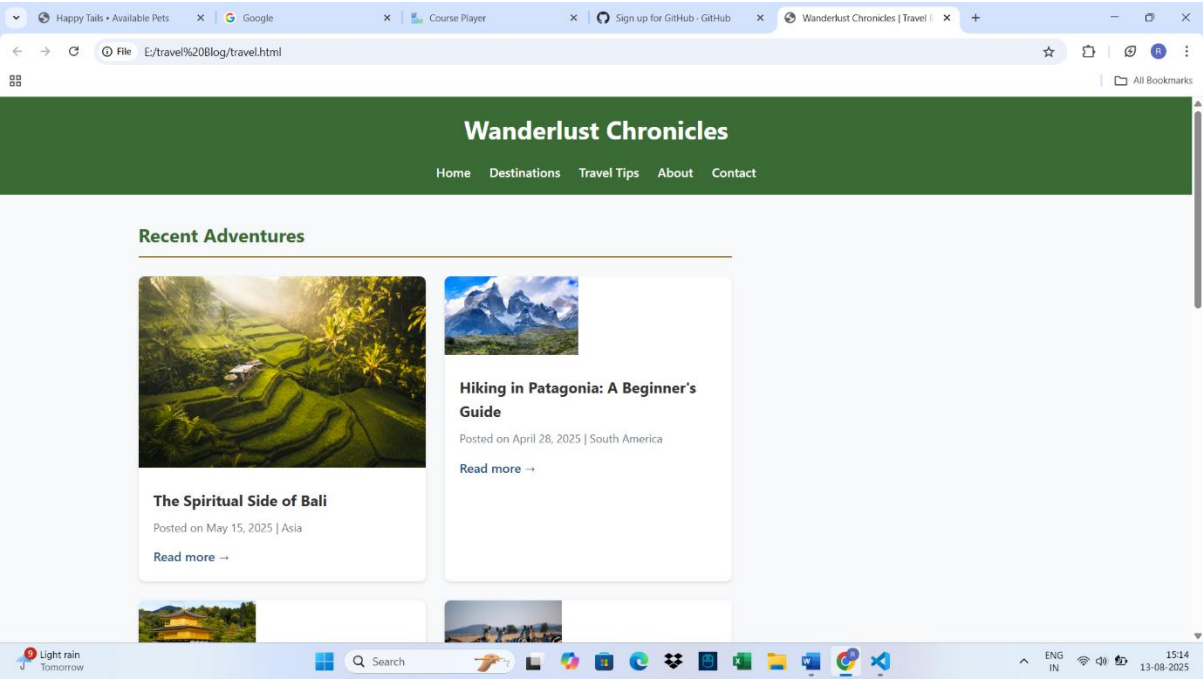 Happy Tails • Available Pets
Google
Course Player
Sign up for GitHub · GitHub
Wanderlust Chronicles | Travel
File E:/travel%20Blog/travel.html
R
All Bookmarks
Wanderlust Chronicles
Home Destinations Travel Tips About Contact
Recent Adventures
The Spiritual Side of Bali
Posted on May 15, 2025 | Asia
Read more →
Hiking in Patagonia: A Beginner's
Guide
Posted on April 28, 2025 | South America
Read more →
9
Light rain
Tomorrow
Search
ENG
IN
15:14
13-08-2025